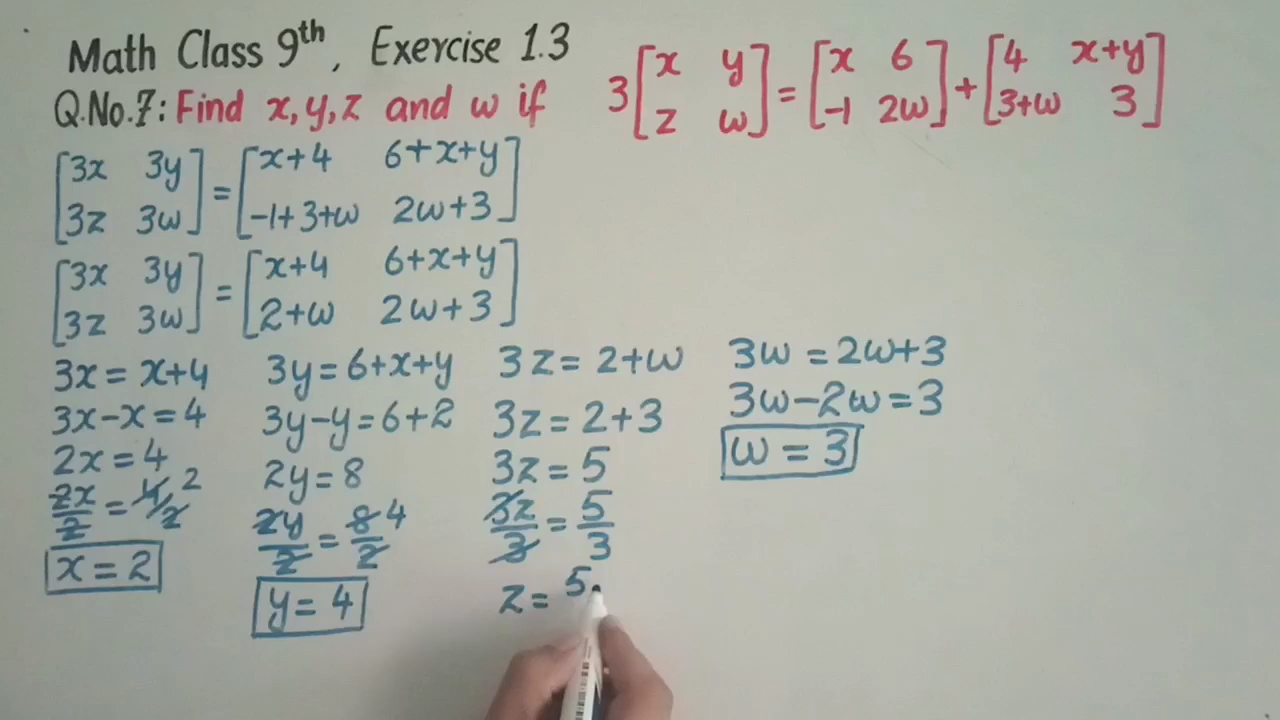 Math Class 9th, Exercise 1.3
Q.No.7: Find x, y, z and w if 3[x y; z w] = [x 6; -1 2w] + [4 x+y; 3+w 3]
[3x 3y; 3z 3w] = [x+4 6+x+y; -1+3+w 2w+3]
[3x 3y; 3z 3w] = [x+4 6+x+y; 2+w 2w+3]
3x = x+4
3x-x = 4
2x = 4
2x/2 = 4/2 2
x = 2
3y = 6+x+y
3y-y = 6+2
2y = 8
2y/2 = 8/2 4
y = 4
3z = 2+w
3z = 2+3
3z = 5
3z/3 = 5/3
z = 5
3w = 2w+3
3w-2w = 3
w = 3